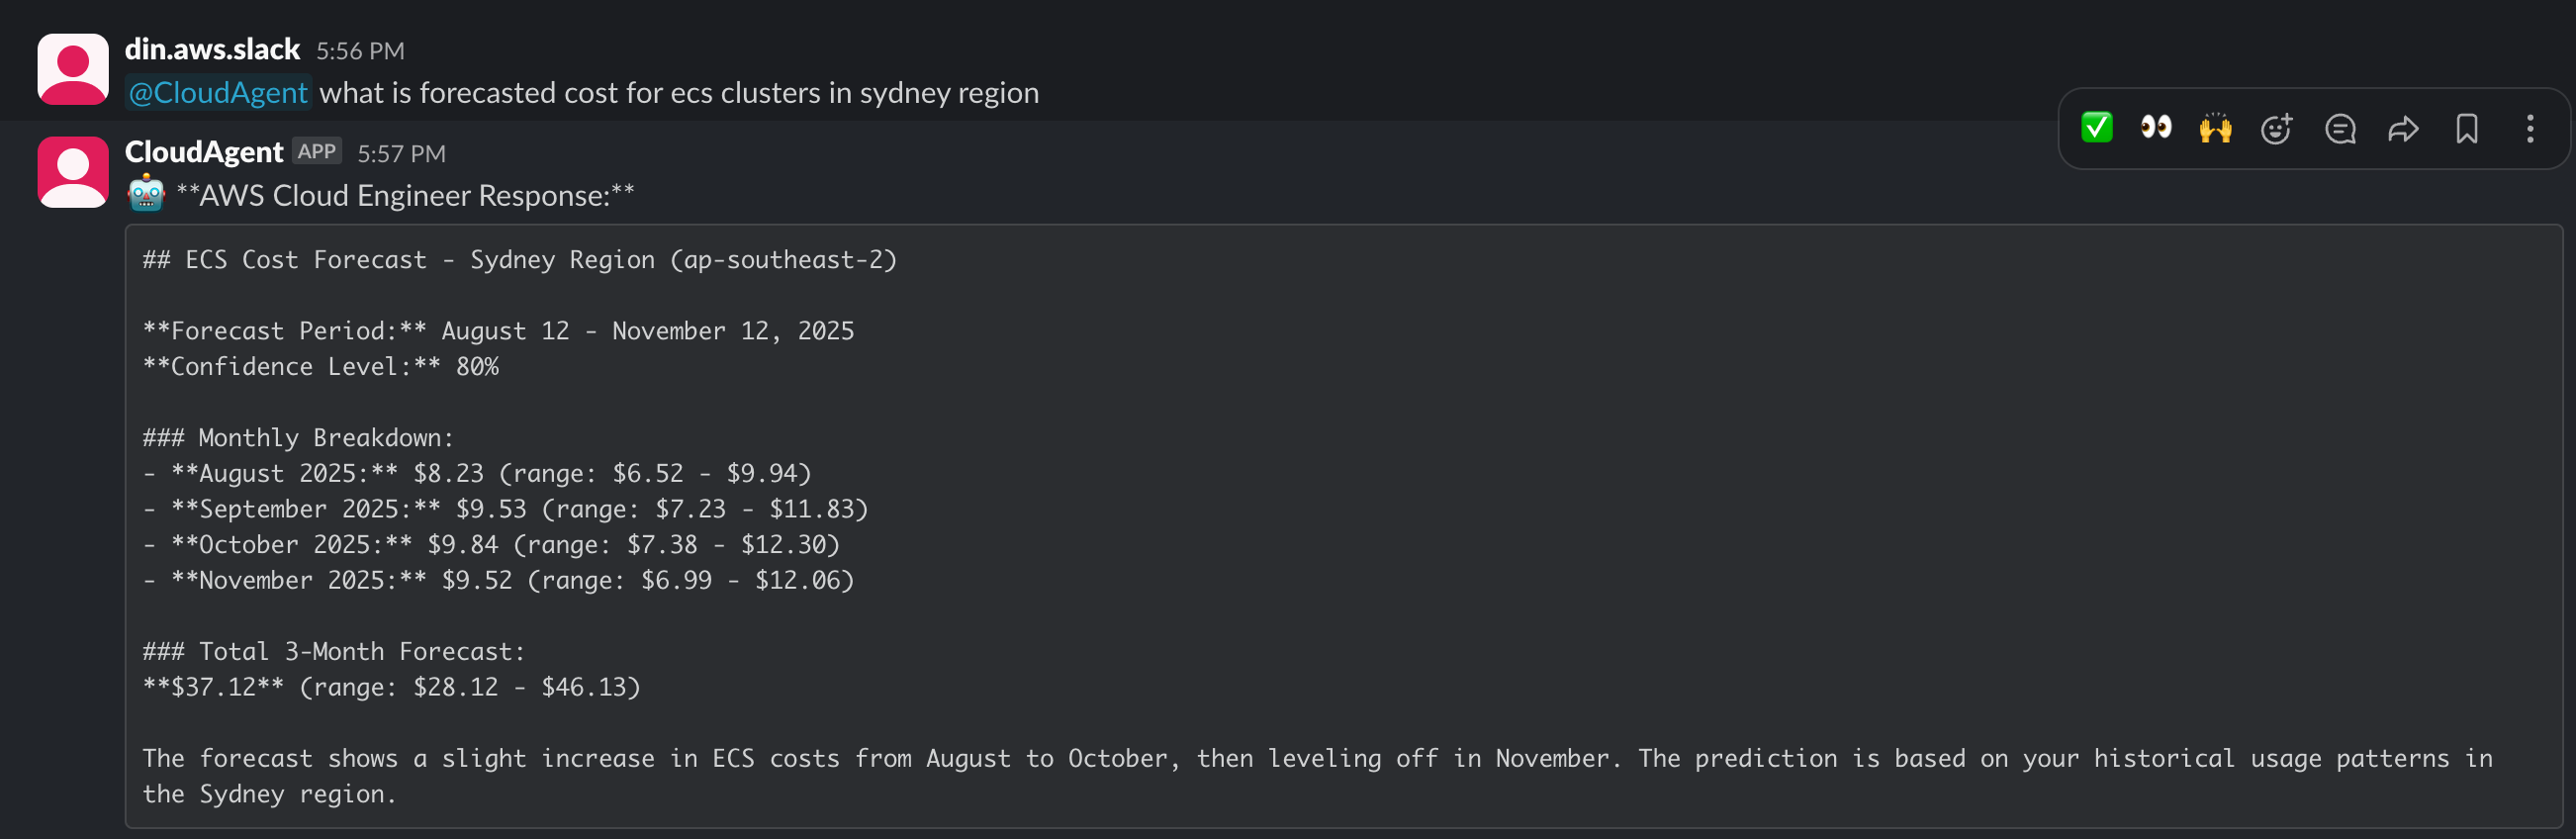 din.aws.slack 5:56 PM
@CloudAgent what is forecasted cost for ecs clusters in sydney region
CloudAgent APP 5:57 PM
**AWS Cloud Engineer Response:**
## ECS Cost Forecast - Sydney Region (ap-southeast-2)
**Forecast Period:** August 12 - November 12, 2025
**Confidence Level:** 80%
### Monthly Breakdown:
- **August 2025:** $8.23 (range: $6.52 - $9.94)
- **September 2025:** $9.53 (range: $7.23 - $11.83)
- **October 2025:** $9.84 (range: $7.38 - $12.30)
- **November 2025:** $9.52 (range: $6.99 - $12.06)
### Total 3-Month Forecast:
**$37.12** (range: $28.12 - $46.13)
The forecast shows a slight increase in ECS costs from August to October, then leveling off in November. The prediction is based on your historical usage patterns in
the Sydney region.